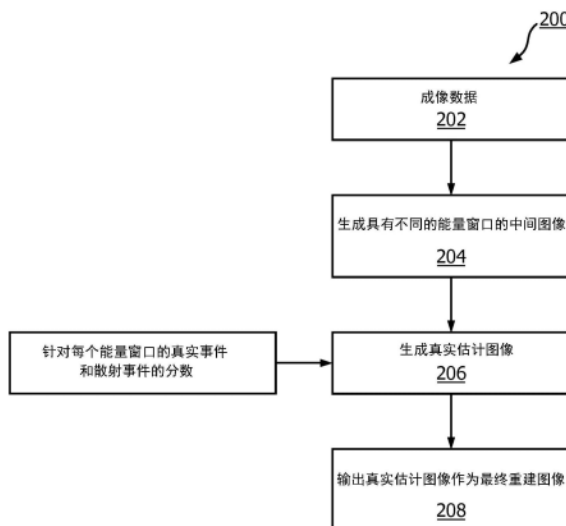 200
成像数据
202
生成具有不同的能量窗口的中间图像
204
针对每个能量窗口的真实事件
和散射事件的分数
生成真实估计图像
206
输出真实估计图像作为最终重建图像
208